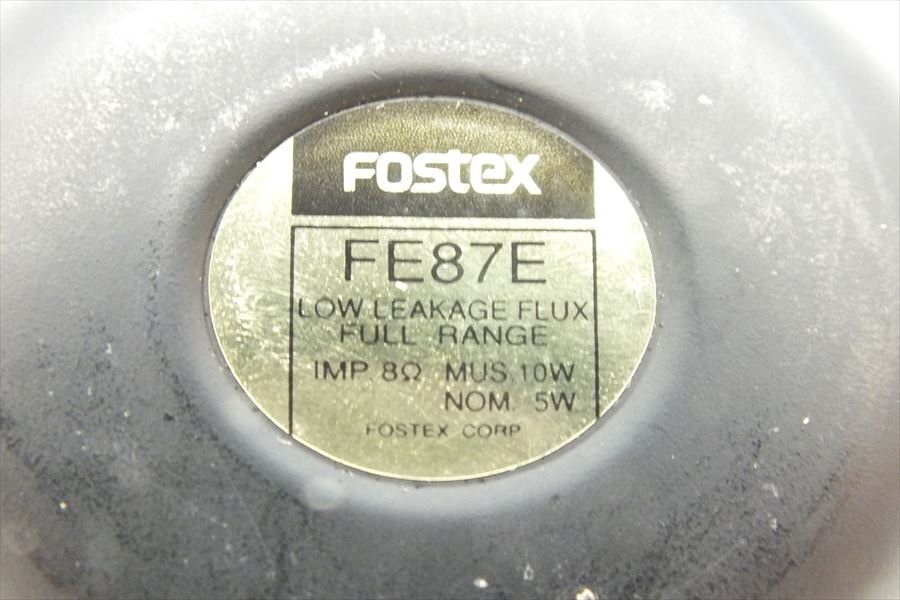 FOSTEX
FE87E
LOW LEAKAGE FLUX
FULL RANGE
IMP. 8Ω MUS. 10W
NOM. 5W
FOSTEX CORP